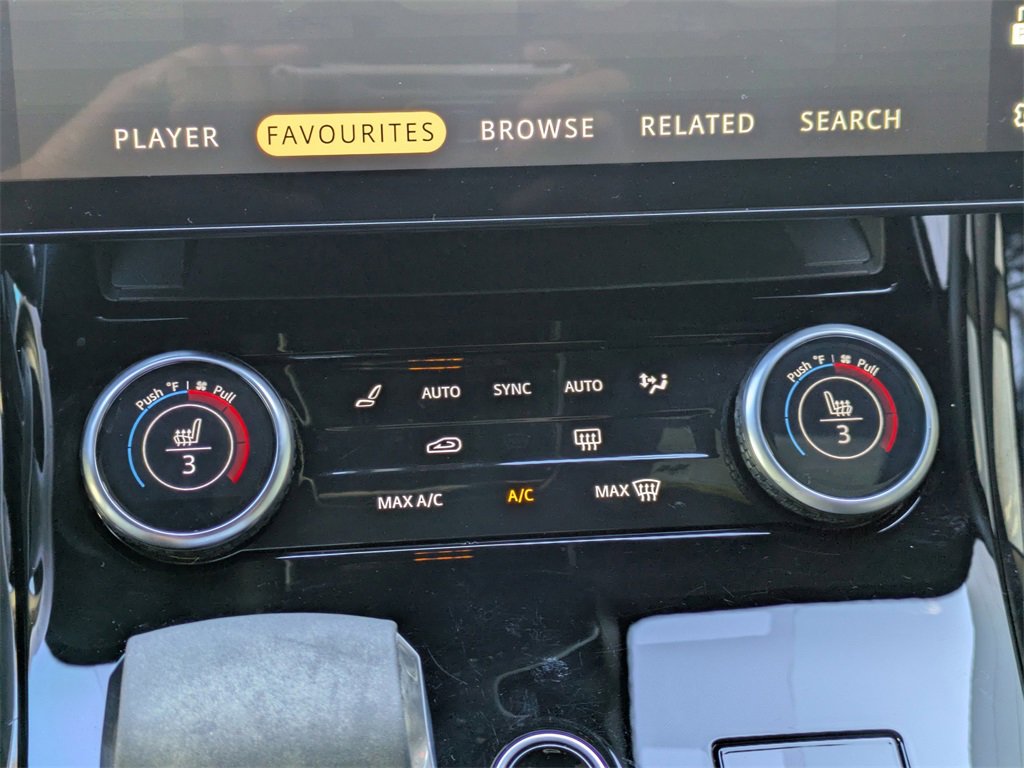 PLAYER FAVOURITES BROWSE RELATED SEARCH
Push °F | Pull
3
AUTO SYNC AUTO
MAX A/C A/C MAX
Push °F | Pull
3